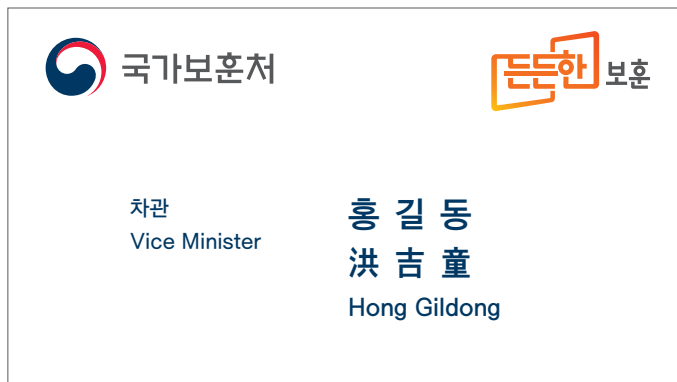 국가보훈처
든든한 보훈
차관
Vice Minister
홍길동
洪吉童
Hong Gildong